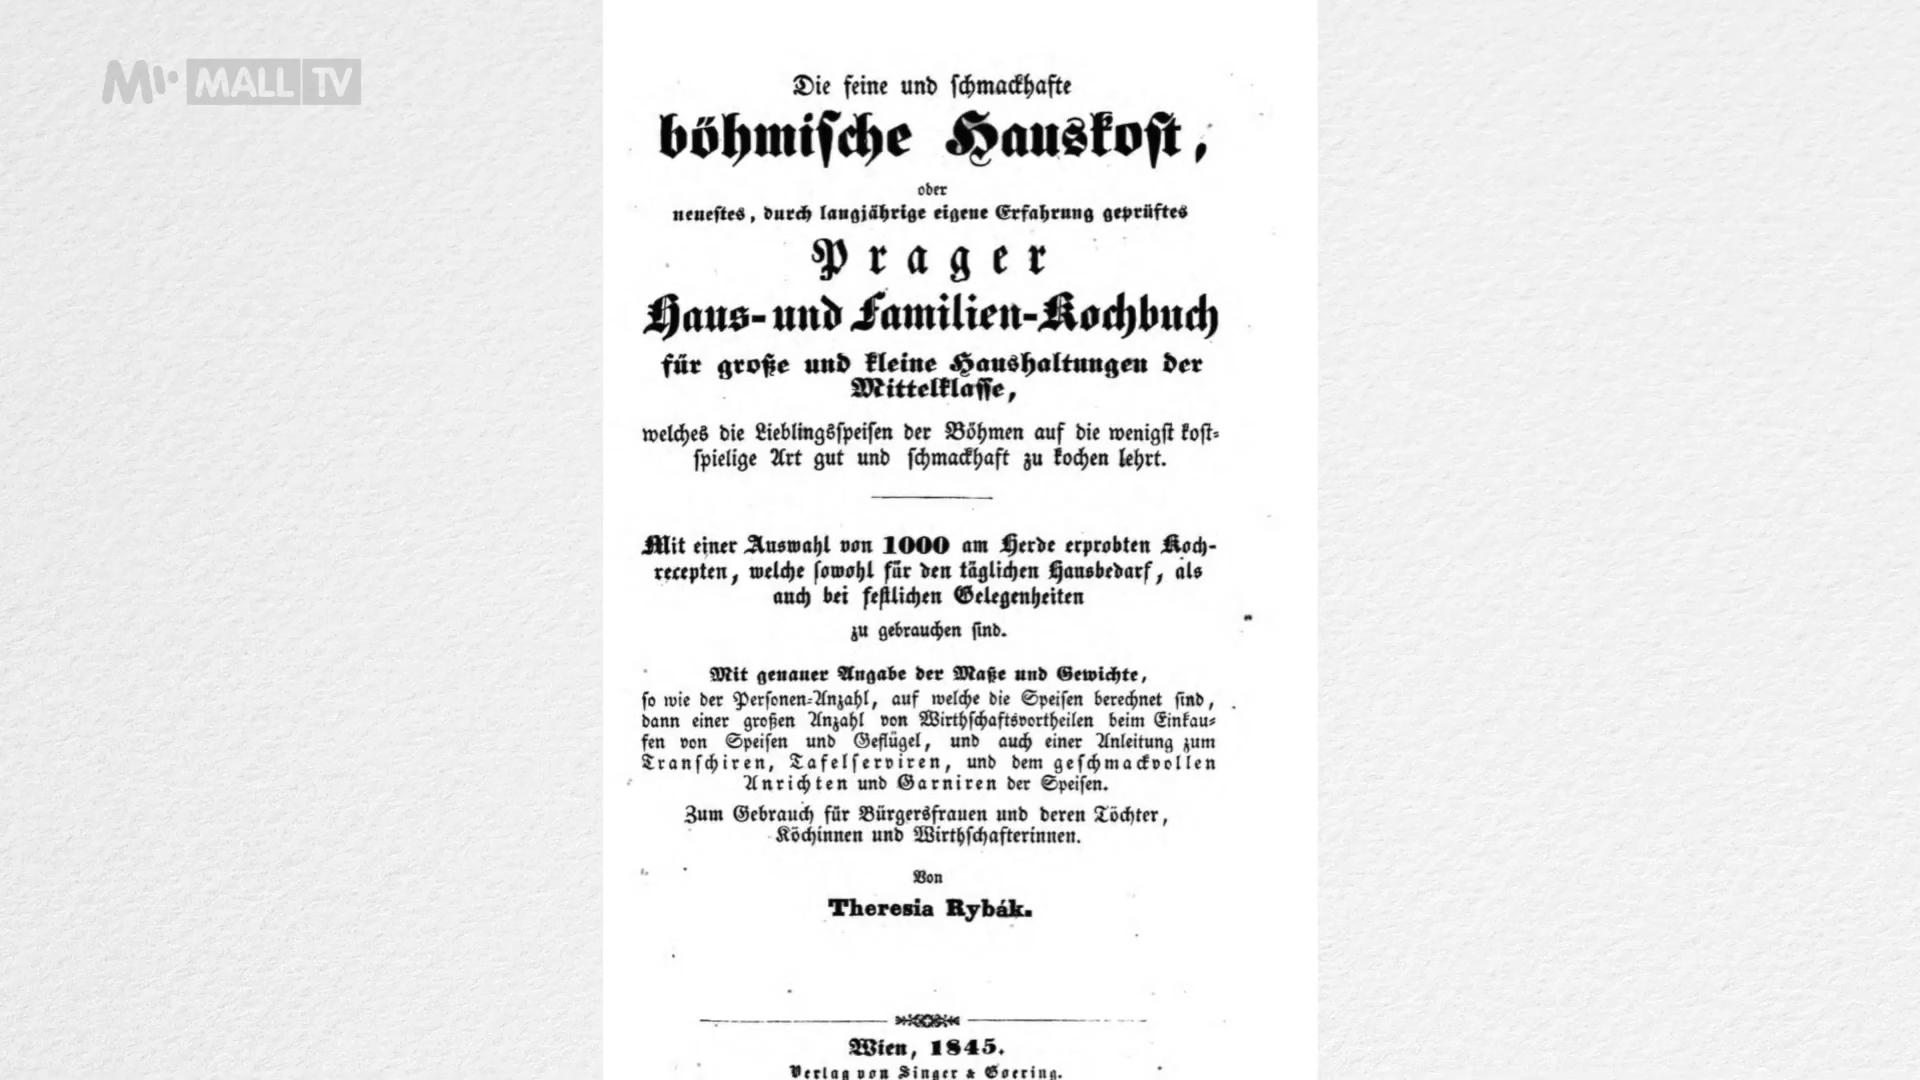 MALL TV
Die feine und ſchmackhafte
böhmiſche Hauskoſt,
oder
neueſtes, durch langjährige eigene Erfahrung geprüftes
Prager
Haus- und Familien-Kochbuch
für große und kleine Haushaltungen der
Mittelklaſſe,
welches die Lieblingsſpeiſen der Böhmen auf die wenigſt koſt-
ſpielige Art gut und ſchmackhaft zu kochen lehrt.
Mit einer Auswahl von 1000 am Herde erprobten Koch-
recepten, welche ſowohl für den täglichen Hausbedarf, als
auch bei feſtlichen Gelegenheiten
zu gebrauchen ſind.
Mit genauer Angabe der Maße und Gewichte,
ſo wie der Perſonen-Anzahl, auf welche die Speiſen berechnet ſind,
dann einer großen Anzahl von Wirthſchaftsvortheilen beim Einkau-
fen von Speiſen und Geflügel, und auch einer Anleitung zum
Tranſchiren, Tafelſerviren, und dem geſchmackvollen
Anrichten und Garniren der Speiſen.
Zum Gebrauch für Bürgersfrauen und deren Töchter,
Köchinnen und Wirthſchafterinnen.
Von
Theresia Rybák.
Wien, 1845.
Verlag von Singer & Goering.